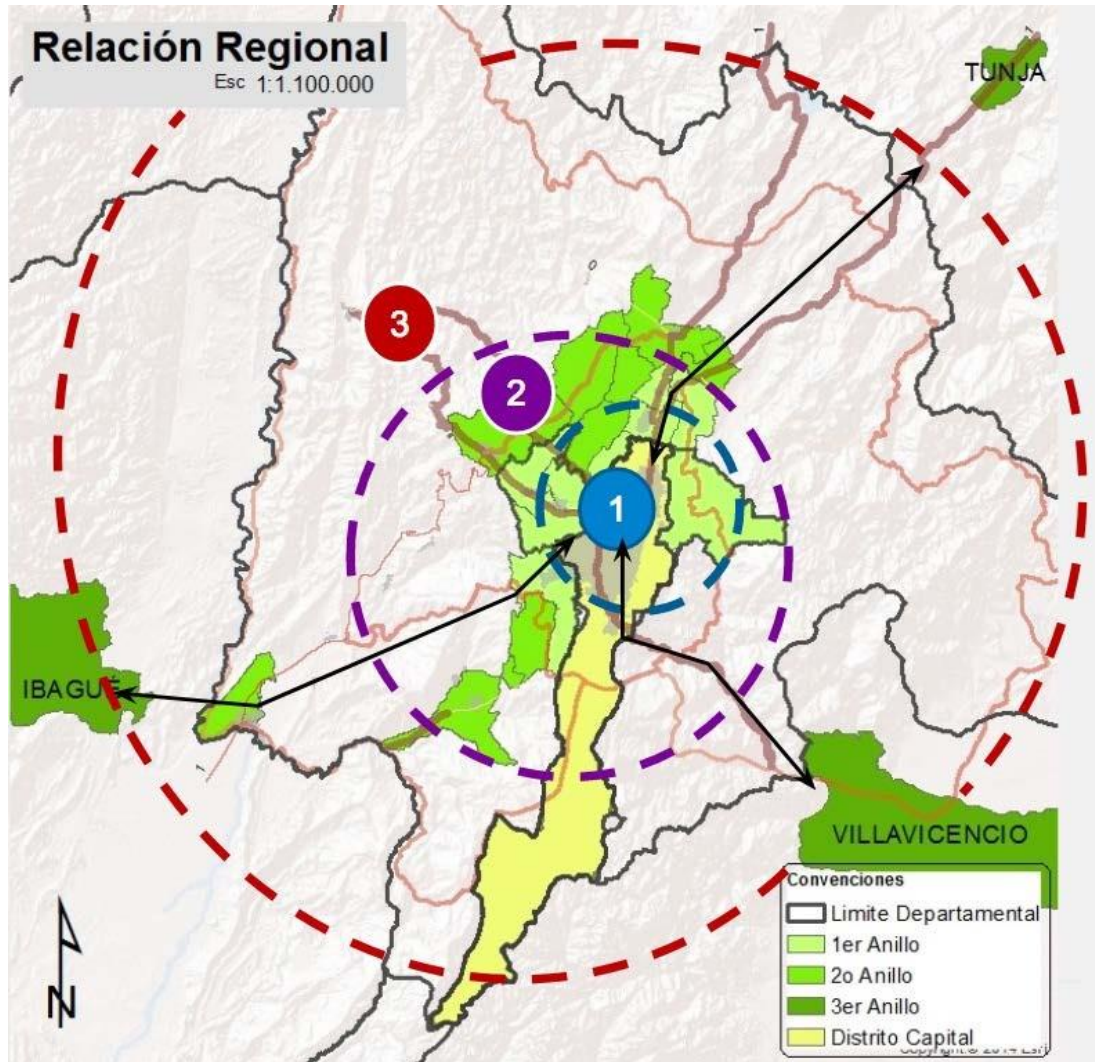 Relación Regional
Esc 1:1.100.000
TUNJA
3
2
1
IBAGUÉ
VILLAVICENCIO
Convenciones
Limite Departamental
1er Anillo
2o Anillo
3er Anillo
Distrito Capital
N